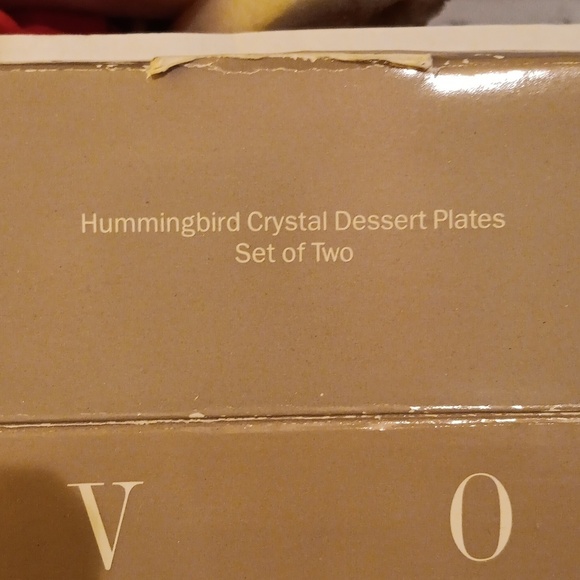 Hummingbird Crystal Dessert Plates
Set of Two
V O